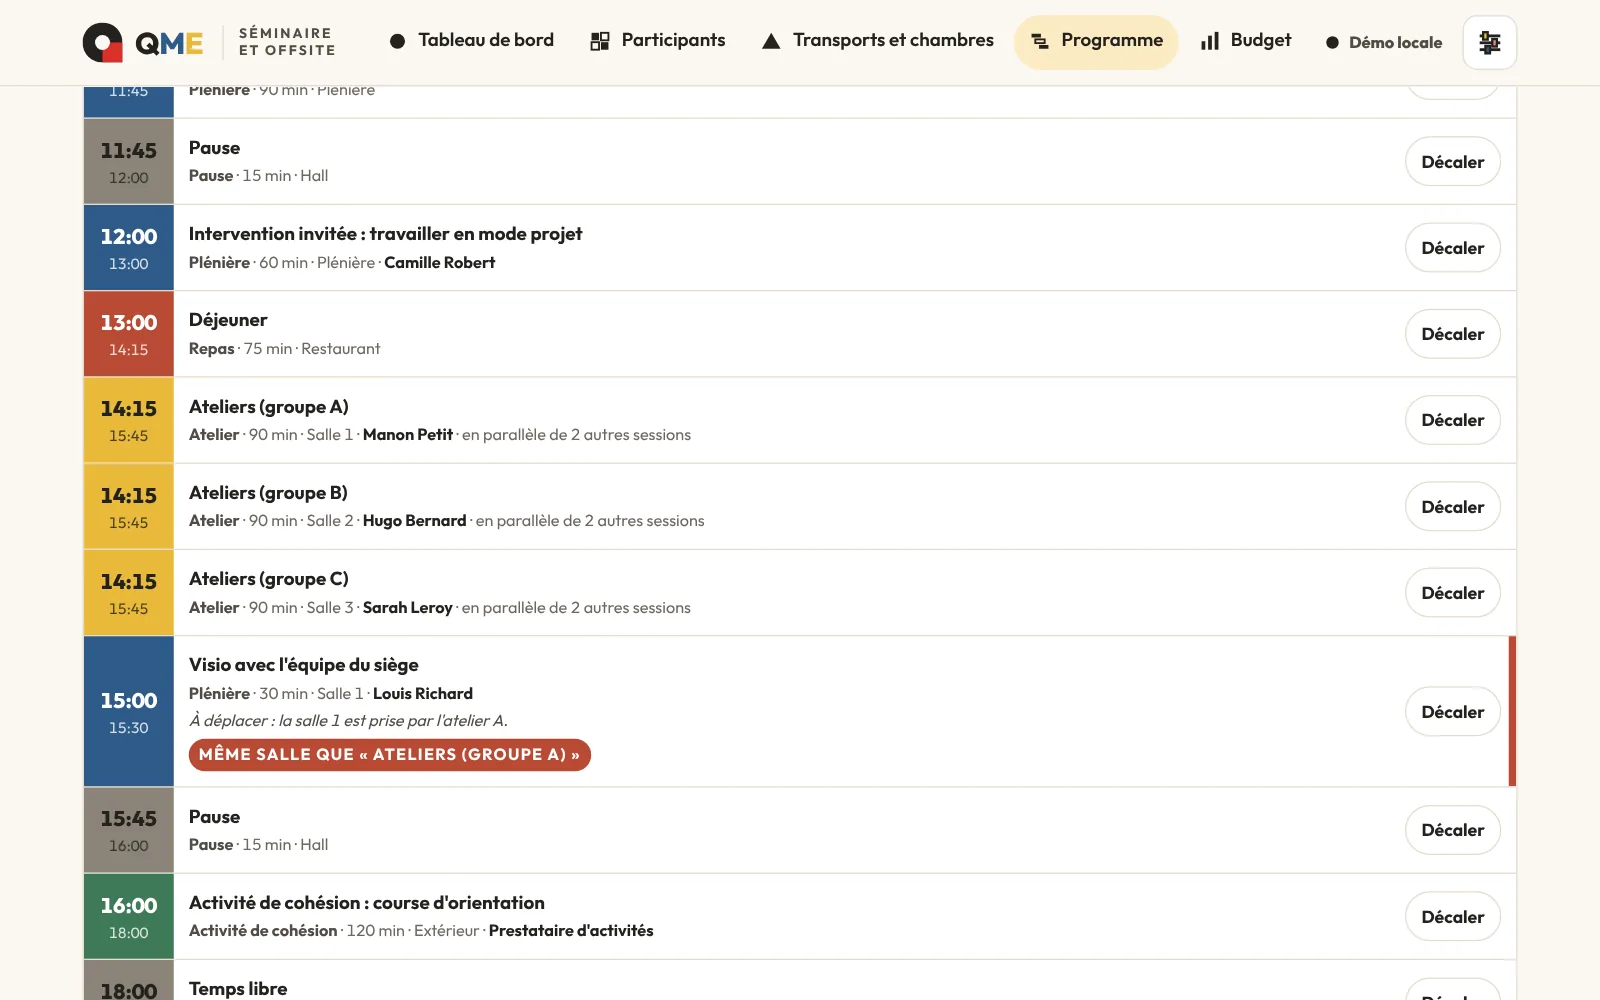 QME
SÉMINAIRE
ET OFFSITE
Tableau de bord
Participants
Transports et chambres
Programme
Budget
Démo locale
11:45
Plénière · 90 min · Plénière
11:45
12:00
Pause
Pause · 15 min · Hall
Décaler
12:00
13:00
Intervention invitée : travailler en mode projet
Plénière · 60 min · Plénière · Camille Robert
Décaler
13:00
14:15
Déjeuner
Repas · 75 min · Restaurant
Décaler
14:15
15:45
Ateliers (groupe A)
Atelier · 90 min · Salle 1 · Manon Petit · en parallèle de 2 autres sessions
Décaler
14:15
15:45
Ateliers (groupe B)
Atelier · 90 min · Salle 2 · Hugo Bernard · en parallèle de 2 autres sessions
Décaler
14:15
15:45
Ateliers (groupe C)
Atelier · 90 min · Salle 3 · Sarah Leroy · en parallèle de 2 autres sessions
Décaler
15:00
15:30
Visio avec l'équipe du siège
Plénière · 30 min · Salle 1 · Louis Richard
À déplacer : la salle 1 est prise par l'atelier A.
MÊME SALLE QUE « ATELIERS (GROUPE A) »
Décaler
15:45
16:00
Pause
Pause · 15 min · Hall
Décaler
16:00
18:00
Activité de cohésion : course d'orientation
Activité de cohésion · 120 min · Extérieur · Prestataire d'activités
Décaler
18:00
Temps libre
Décaler